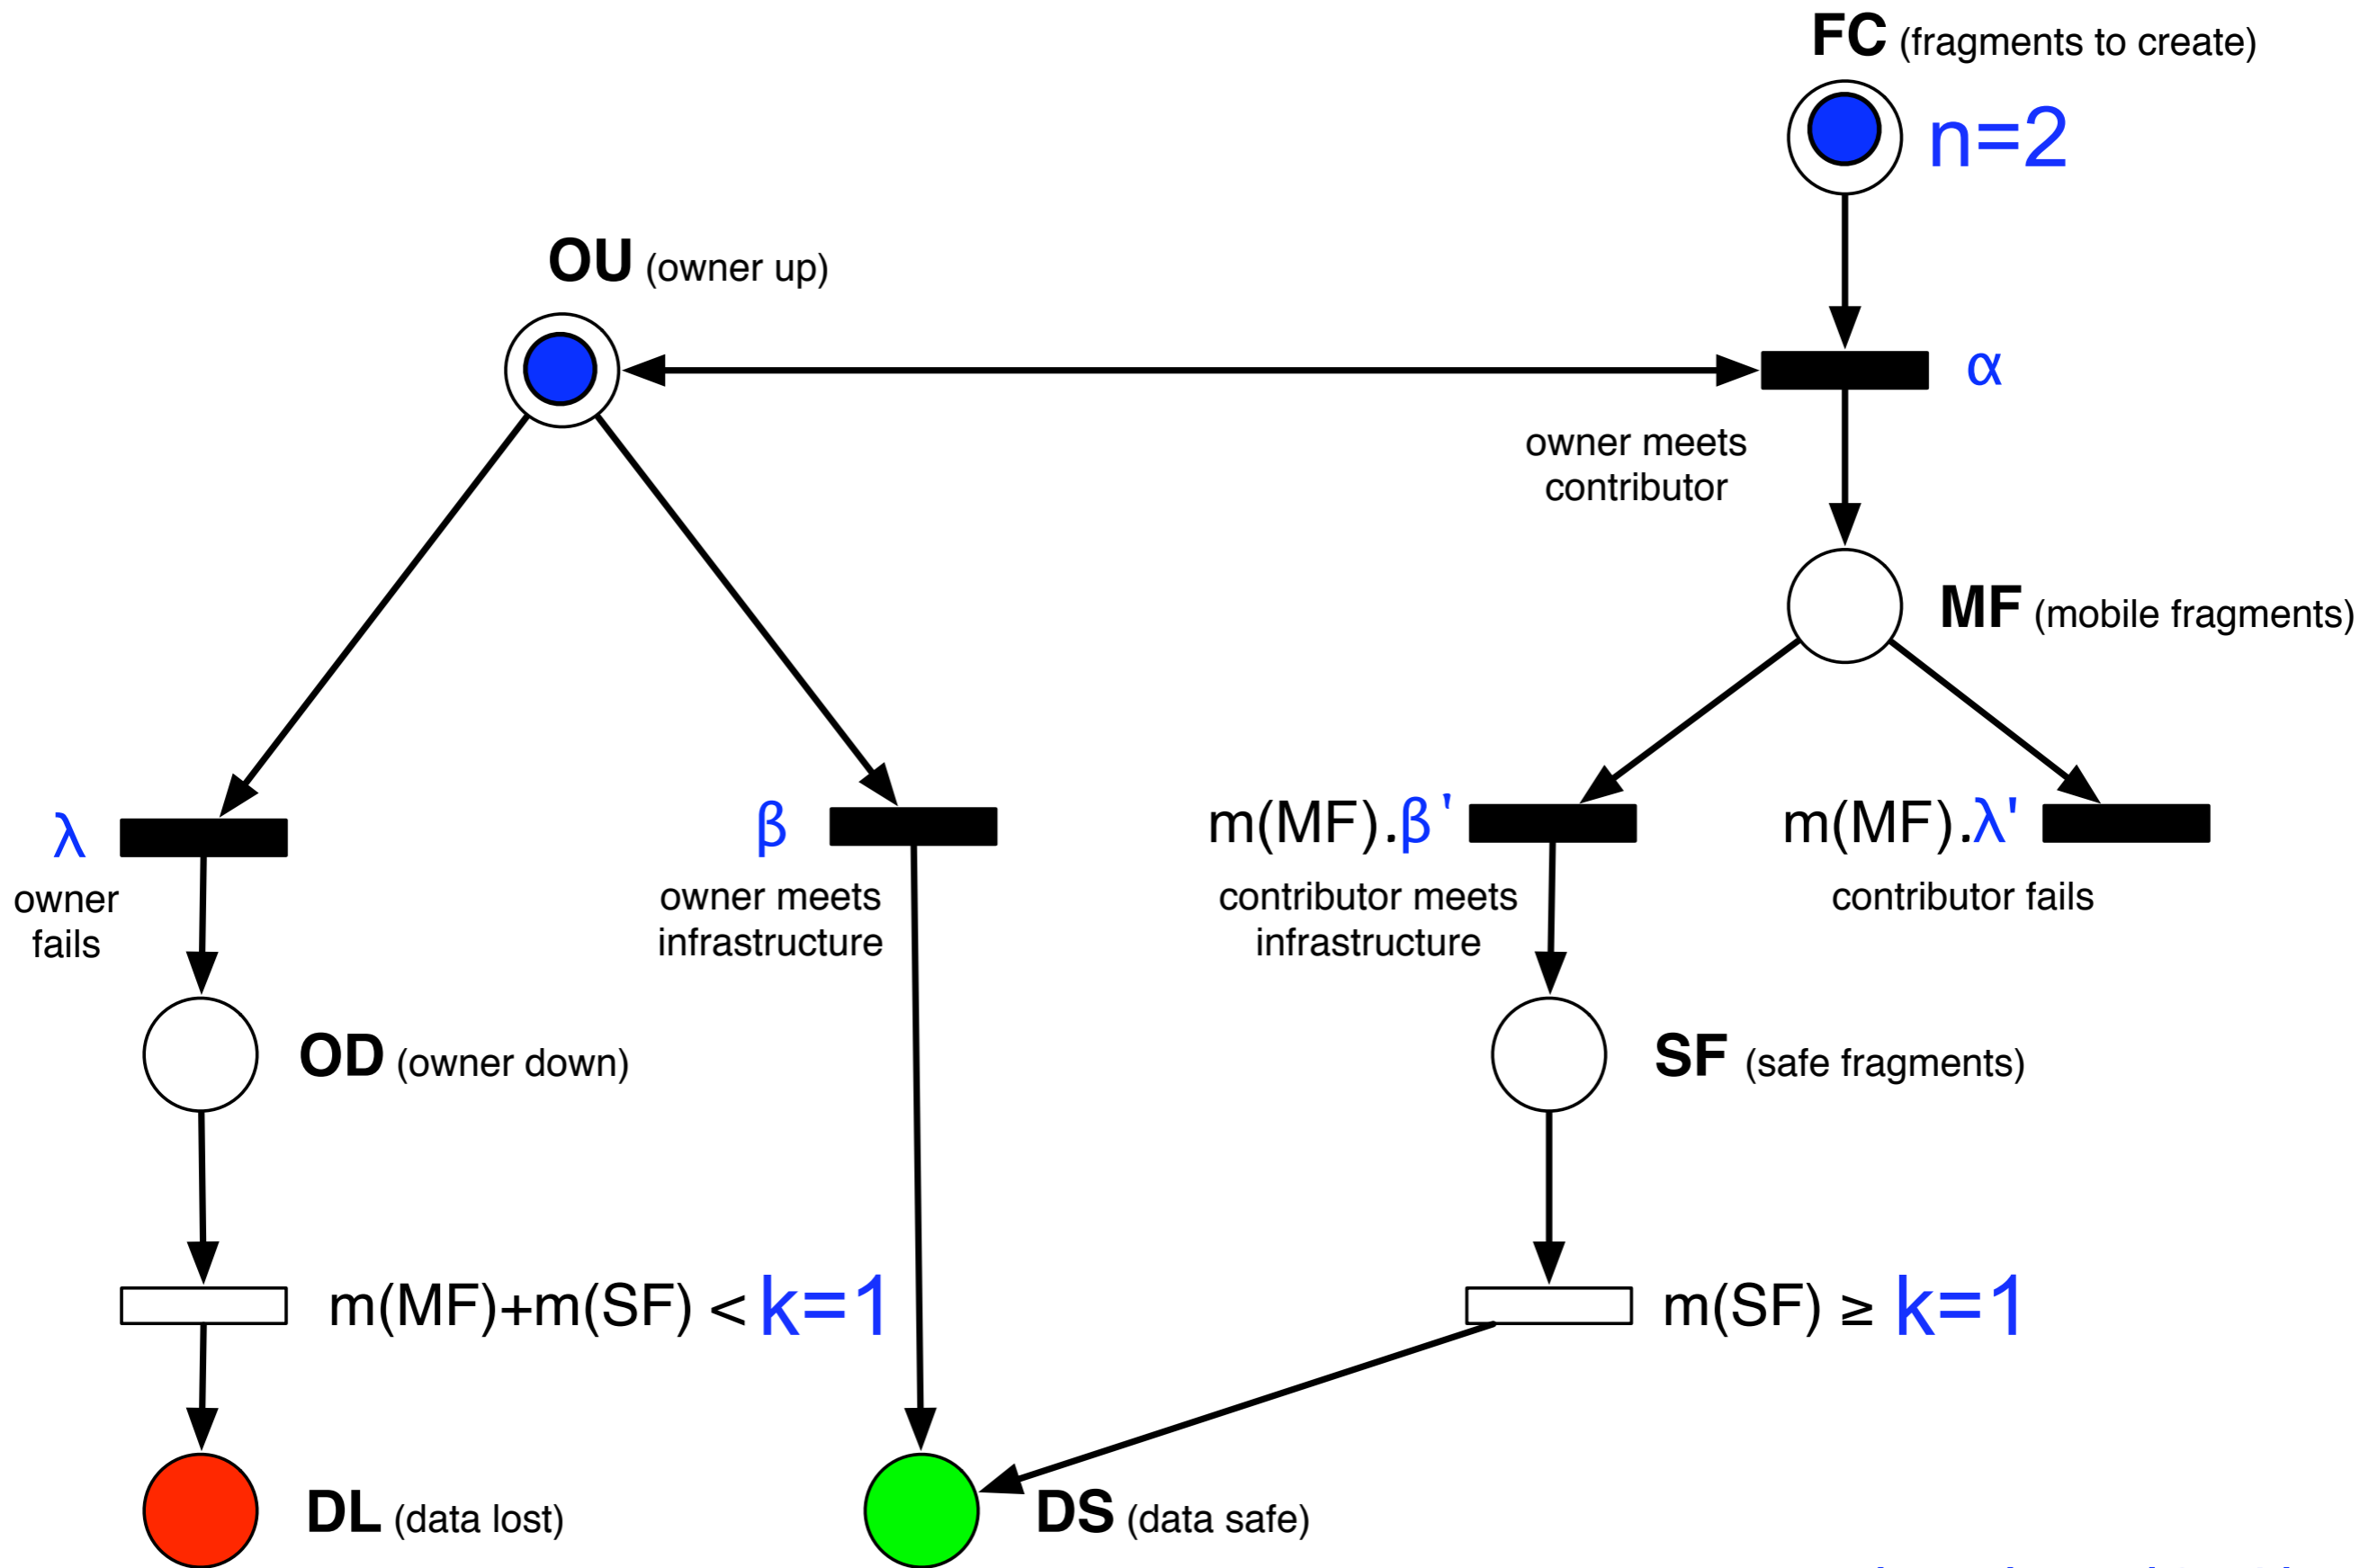 FC (fragments to create)
n=2
OU (owner up)
α
owner meets
contributor
MF (mobile fragments)
λ
owner
fails
β
owner meets
infrastructure
m(MF).β'
contributor meets
infrastructure
m(MF).λ'
contributor fails
OD (owner down)
SF (safe fragments)
m(MF)+m(SF) < k=1
m(SF) ≥ k=1
DL (data lost)
DS (data safe)